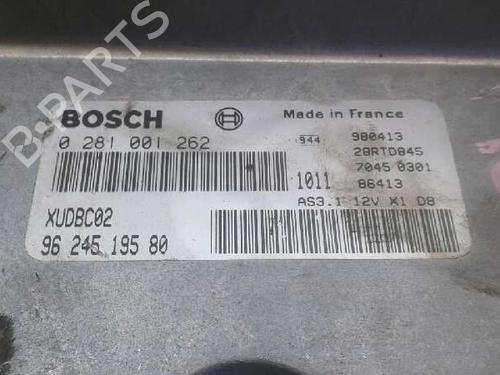 B-PARTS
BOSCH
Made in France
0 281 001 262
944
980413
28RTD845
7045 0301
1011
86413
AS3.1 12V X1 D8
XUDBC02
96 245 195 80